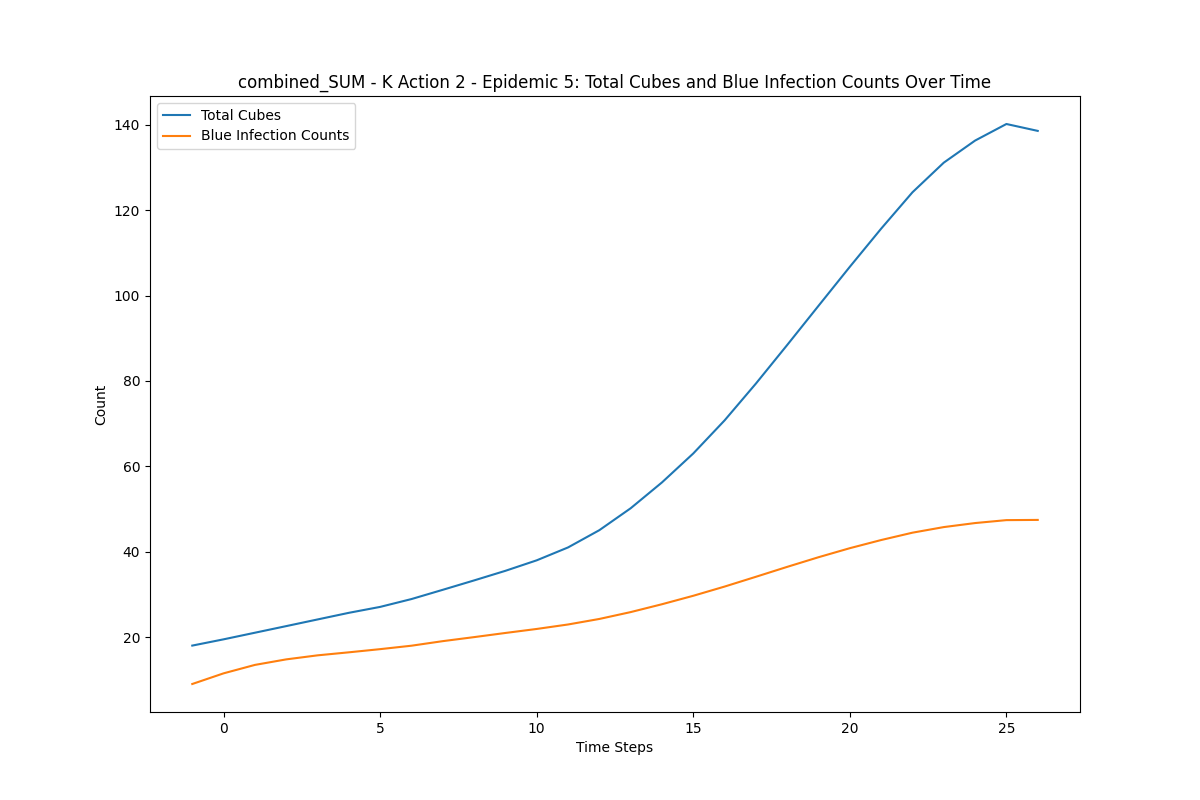 combined_SUM - K Action 2 - Epidemic 5: Total Cubes and Blue Infection Counts Over Time
Total Cubes
Blue Infection Counts
140
120
100
80
60
40
20
Count
0 5 10 15 20 25
Time Steps